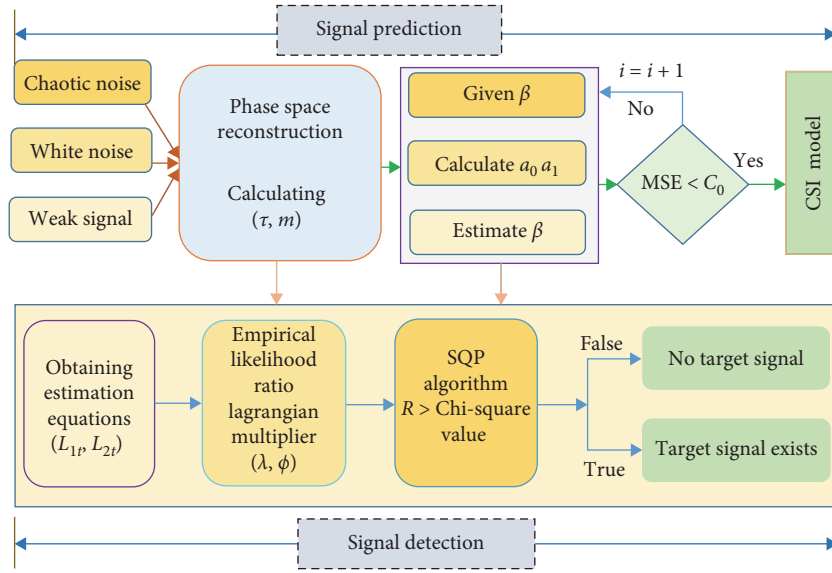 Signal prediction
Chaotic noise
White noise
Weak signal
Phase space
reconstruction
Calculating
(τ, m)
Given β
Calculate a₀ a₁
Estimate β
i = i + 1
No
MSE < C₀
Yes
CSI model
Obtaining
estimation
equations
(L₁ₜ, L₂ₜ)
Empirical
likelihood
ratio
lagrangian
multiplier
(λ, ϕ)
SQP
algorithm
R > Chi-square
value
False
No target signal
True
Target signal exists
Signal detection